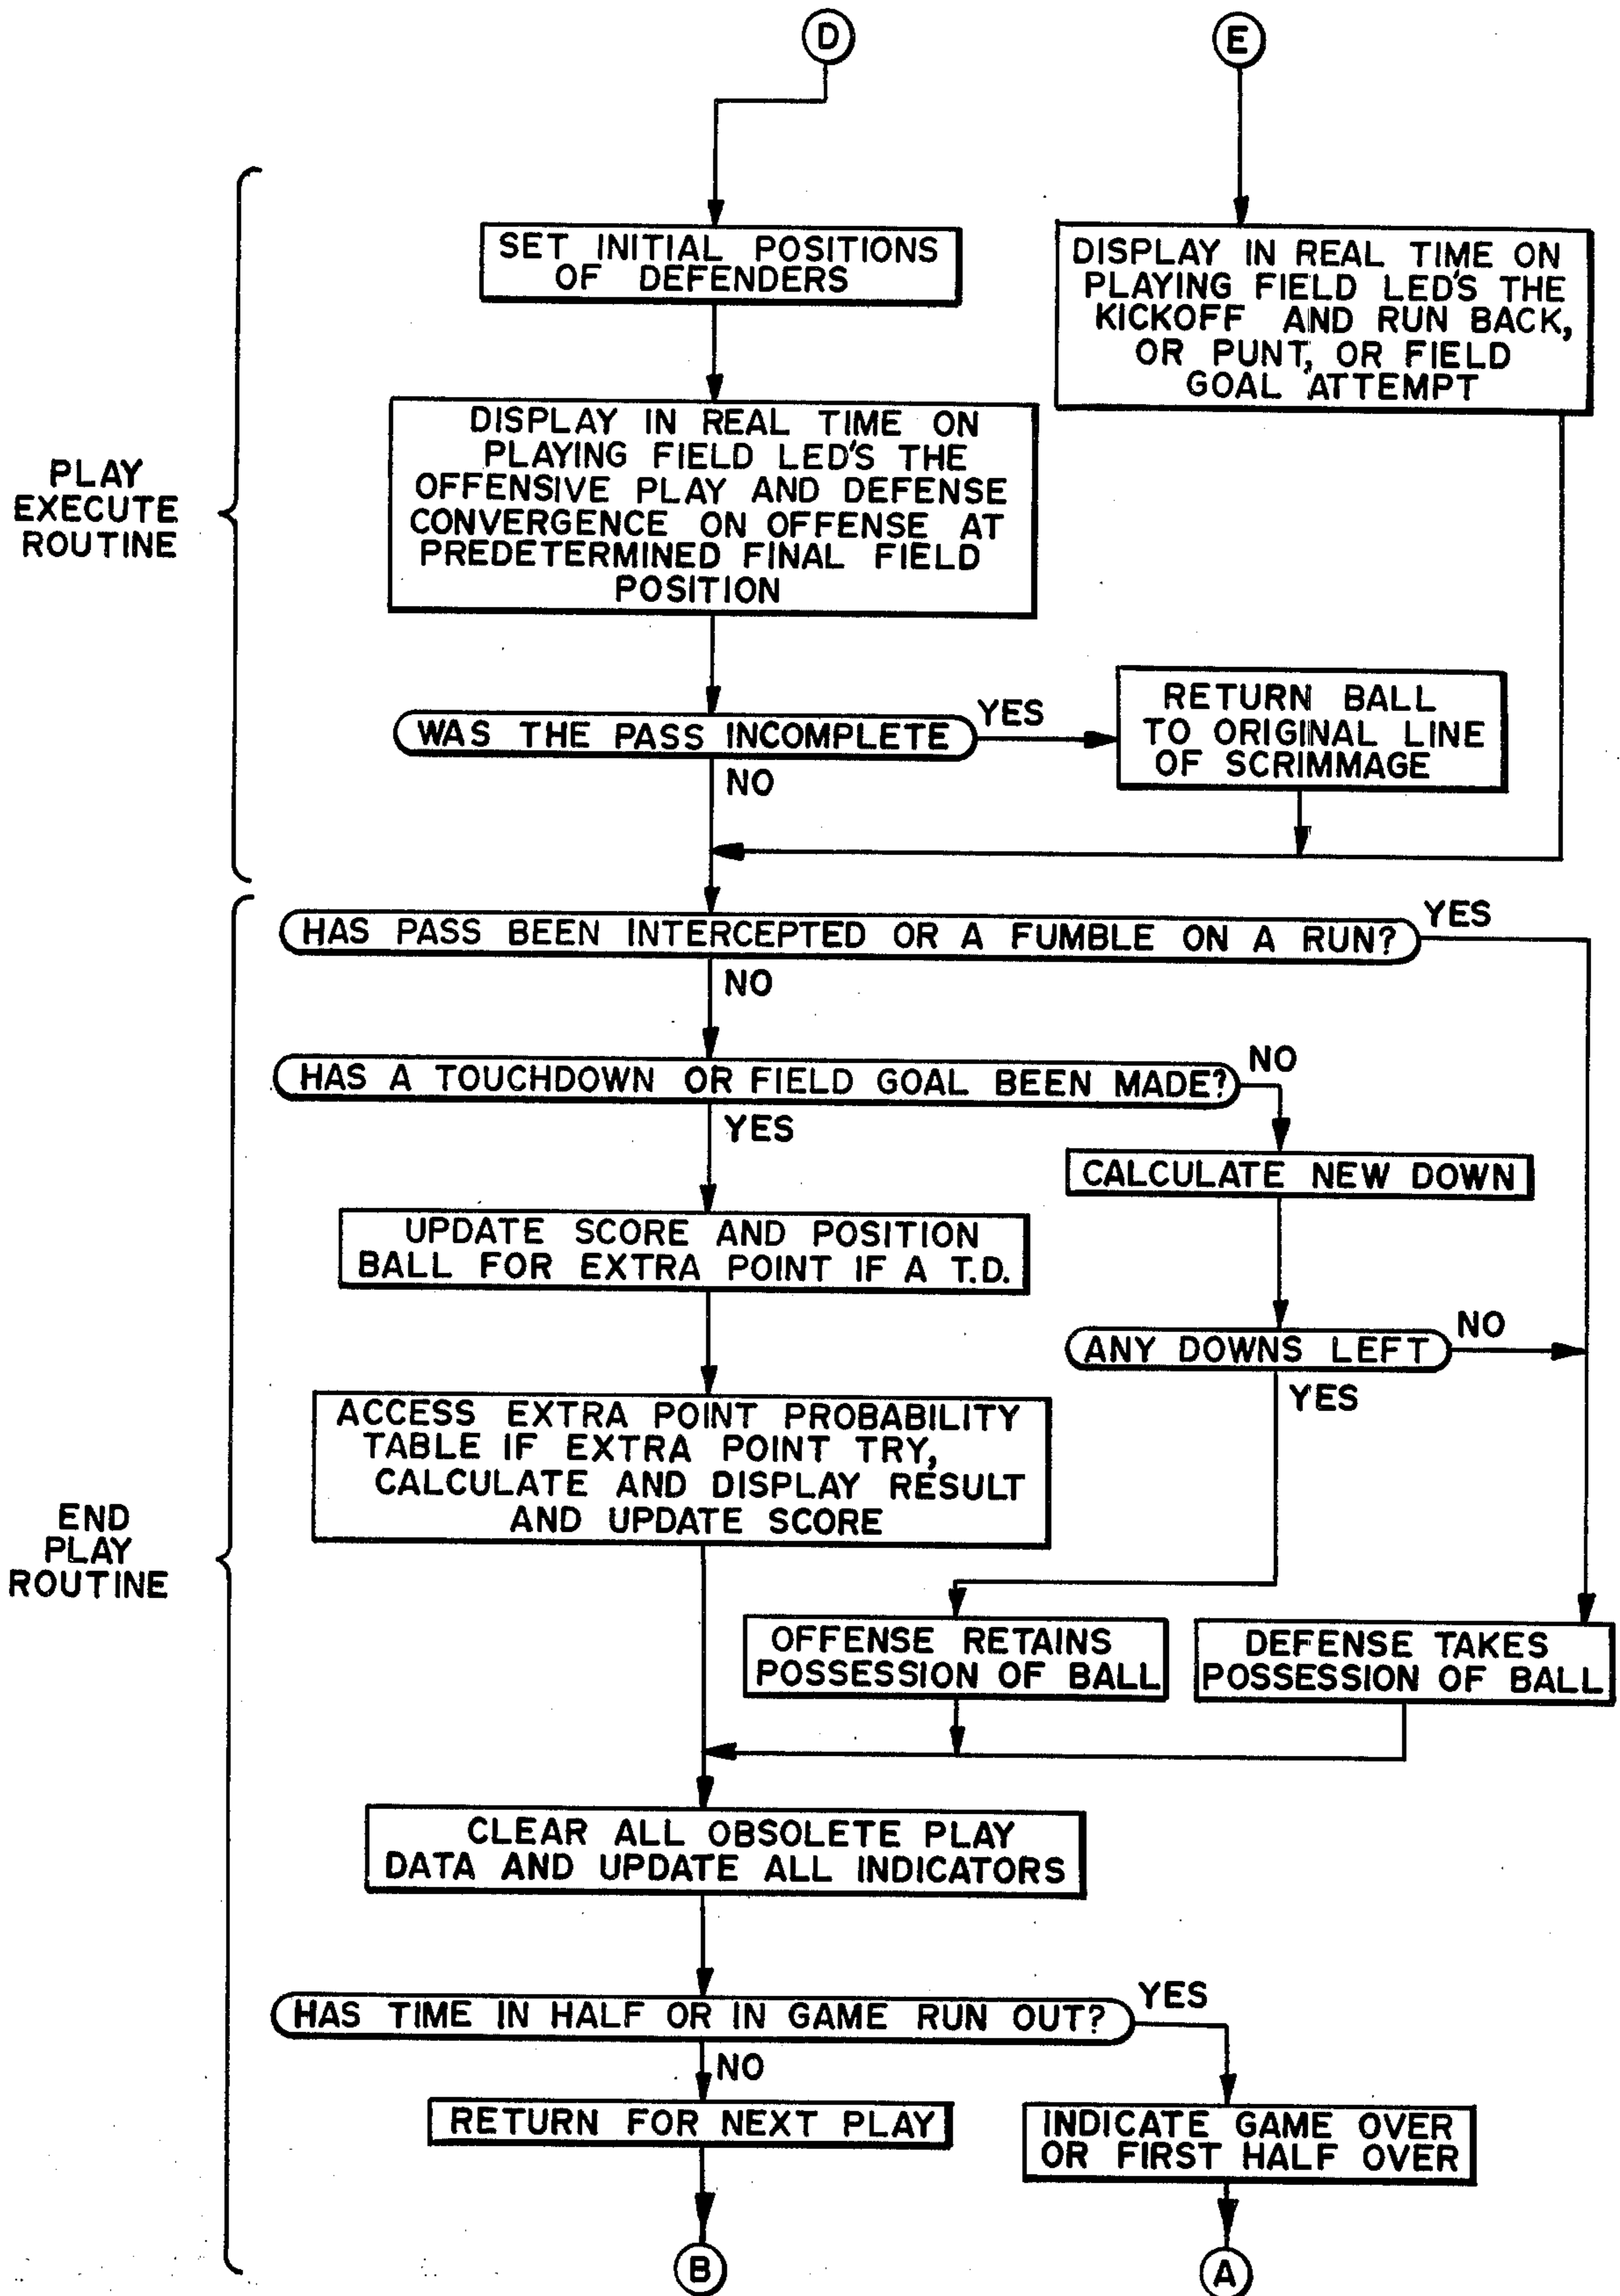 D
E
SET INITIAL POSITIONS
OF DEFENDERS
DISPLAY IN REAL TIME ON
PLAYING FIELD LED'S THE
KICKOFF AND RUN BACK,
OR PUNT, OR FIELD
GOAL ATTEMPT
DISPLAY IN REAL TIME ON
PLAYING FIELD LED'S THE
OFFENSIVE PLAY AND DEFENSE
CONVERGENCE ON OFFENSE AT
PREDETERMINED FINAL FIELD
POSITION
PLAY
EXECUTE
ROUTINE
WAS THE PASS INCOMPLETE
YES
RETURN BALL
TO ORIGINAL LINE
OF SCRIMMAGE
NO
HAS PASS BEEN INTERCEPTED OR A FUMBLE ON A RUN?
YES
NO
HAS A TOUCHDOWN OR FIELD GOAL BEEN MADE?
NO
YES
CALCULATE NEW DOWN
UPDATE SCORE AND POSITION
BALL FOR EXTRA POINT IF A T.D.
ANY DOWNS LEFT
NO
YES
ACCESS EXTRA POINT PROBABILITY
TABLE IF EXTRA POINT TRY,
CALCULATE AND DISPLAY RESULT
AND UPDATE SCORE
END
PLAY
ROUTINE
OFFENSE RETAINS
POSSESSION OF BALL
DEFENSE TAKES
POSSESSION OF BALL
CLEAR ALL OBSOLETE PLAY
DATA AND UPDATE ALL INDICATORS
HAS TIME IN HALF OR IN GAME RUN OUT?
YES
NO
RETURN FOR NEXT PLAY
INDICATE GAME OVER
OR FIRST HALF OVER
B
A